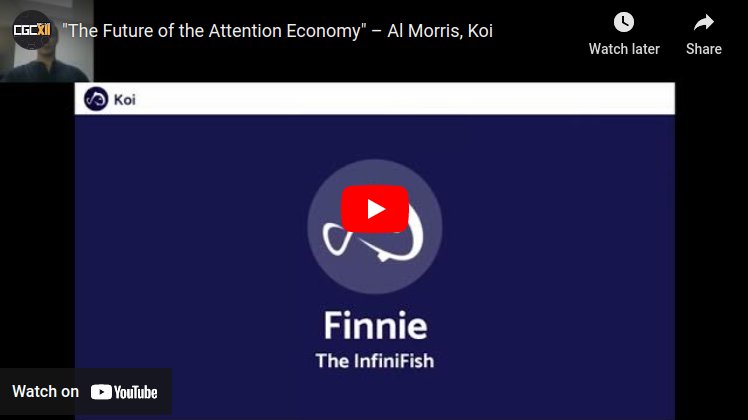 CGCXII
"The Future of the Attention Economy" – Al Morris, Koi
Watch later
Share
Koi
Finnie
The InfiniFish
Watch on YouTube